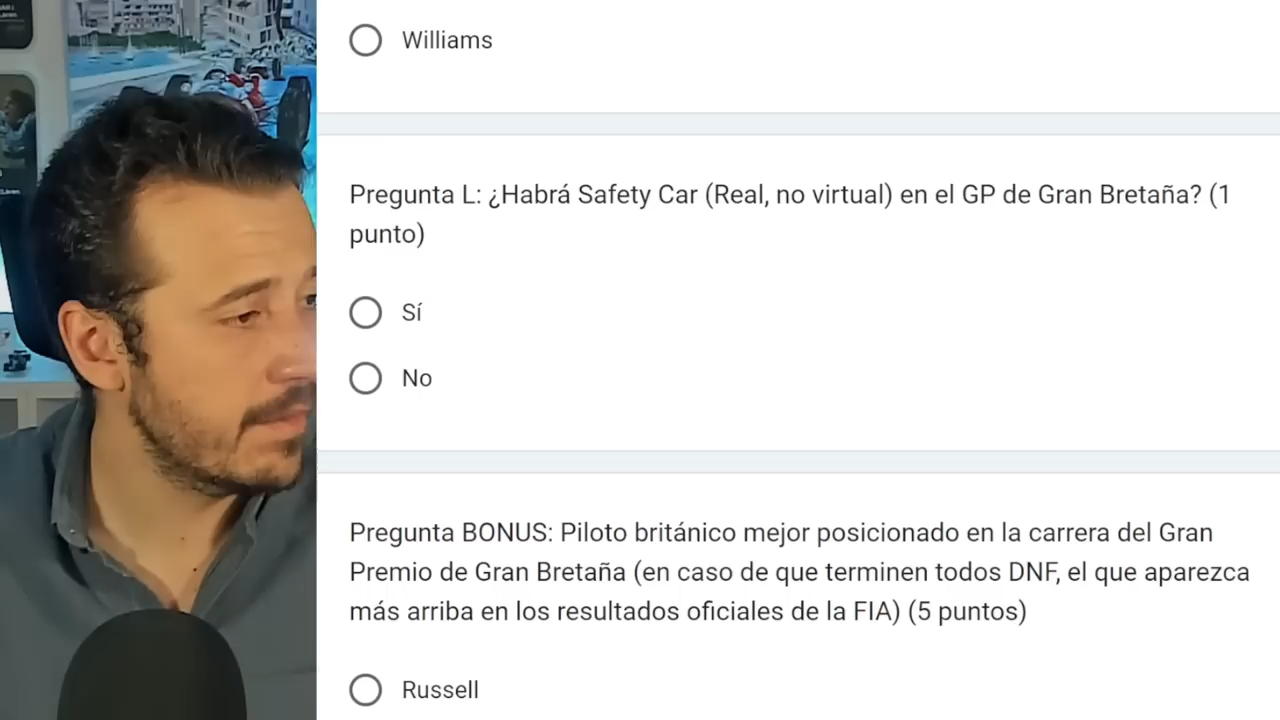 Williams
Pregunta L: ¿Habrá Safety Car (Real, no virtual) en el GP de Gran Bretaña? (1
punto)
Sí
No
Pregunta BONUS: Piloto británico mejor posicionado en la carrera del Gran
Premio de Gran Bretaña (en caso de que terminen todos DNF, el que aparezca
más arriba en los resultados oficiales de la FIA) (5 puntos)
Russell